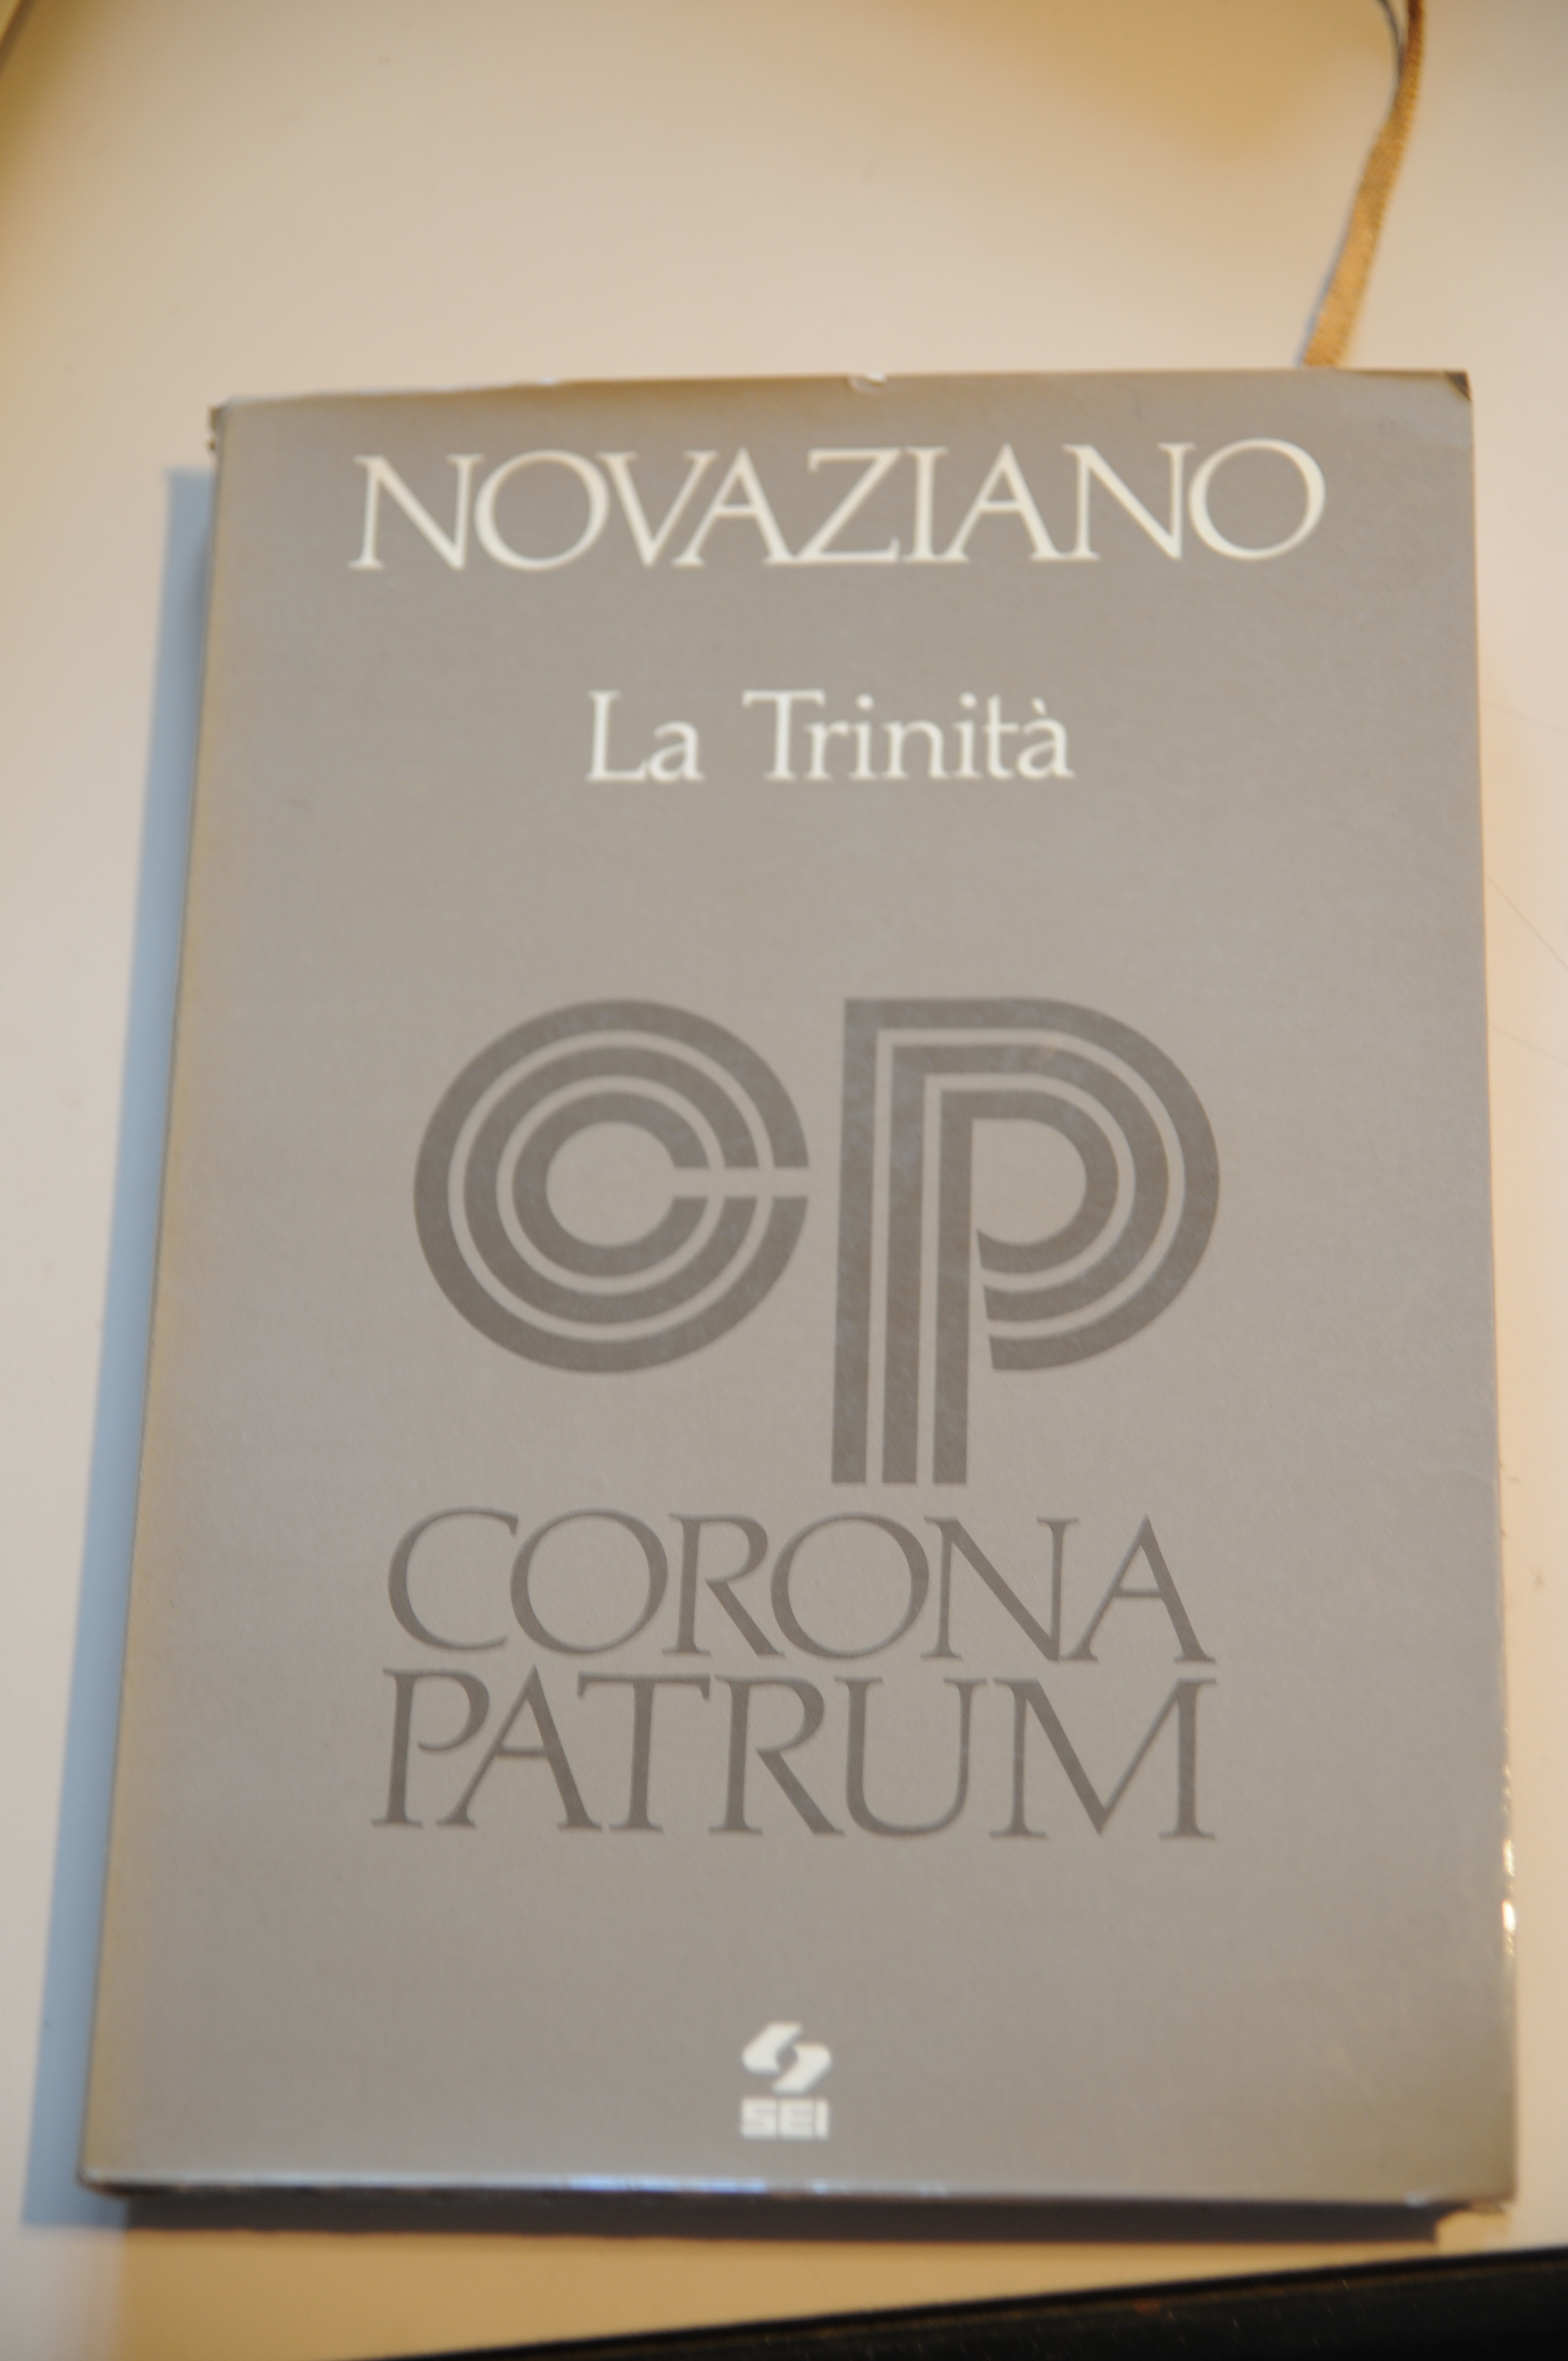 NOVAZIANO
La Trinità
CP
CORONA
PATRUM
SEI